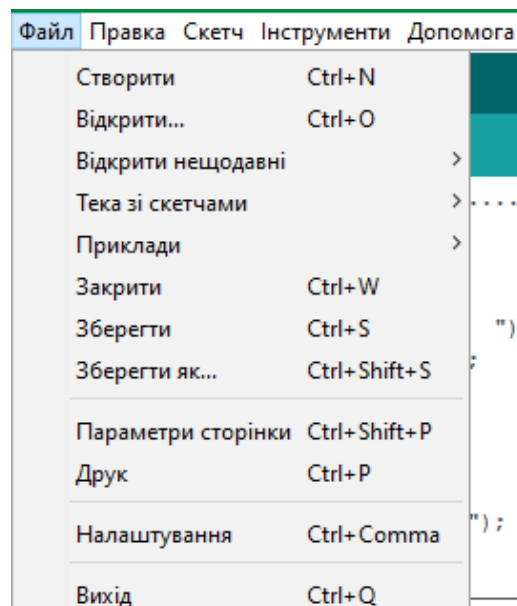 Файл Правка Скетч Інструменти Допомога
Створити Ctrl+N
Відкрити... Ctrl+O
Відкрити нещодавні >
Тека зі скетчами >
Приклади >
Закрити Ctrl+W
Зберегти Ctrl+S
Зберегти як... Ctrl+Shift+S
Параметри сторінки Ctrl+Shift+P
Друк Ctrl+P
Налаштування Ctrl+Comma
Вихід Ctrl+Q
....
")
;
");